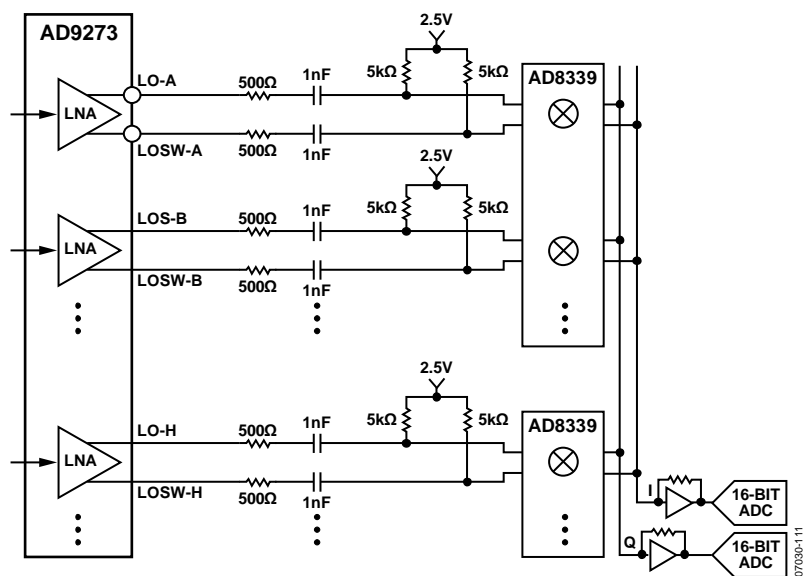 AD9273
2.5V
LO-A
500Ω
1nF
5kΩ
5kΩ
AD8339
LNA
LOSW-A
500Ω
1nF
2.5V
LOS-B
500Ω
1nF
5kΩ
5kΩ
LNA
LOSW-B
500Ω
1nF
2.5V
LO-H
500Ω
1nF
5kΩ
5kΩ
AD8339
LNA
LOSW-H
500Ω
1nF
I
16-BIT
ADC
Q
16-BIT
ADC
07030-111